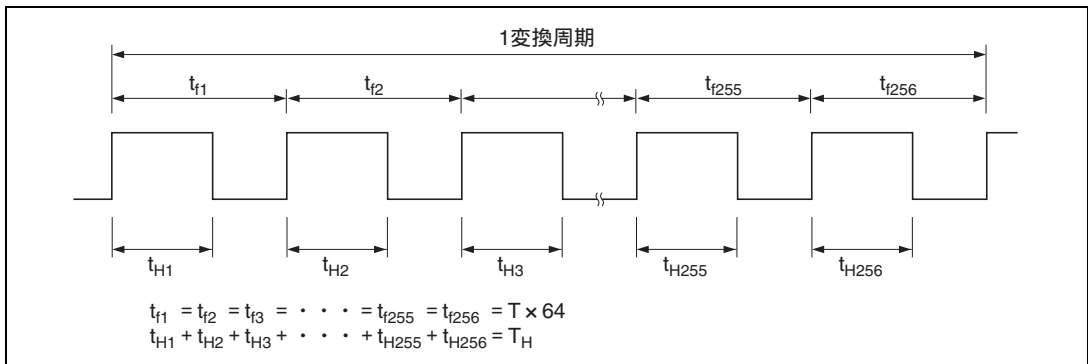 1変換周期
tf1 tf2 tf255 tf256
tH1 tH2 tH3 tH255 tH256
tf1 = tf2 = tf3 = ・ ・ ・ = tf255 = tf256 = T × 64
tH1 + tH2 + tH3 + ・ ・ ・ + tH255 + tH256 = TH